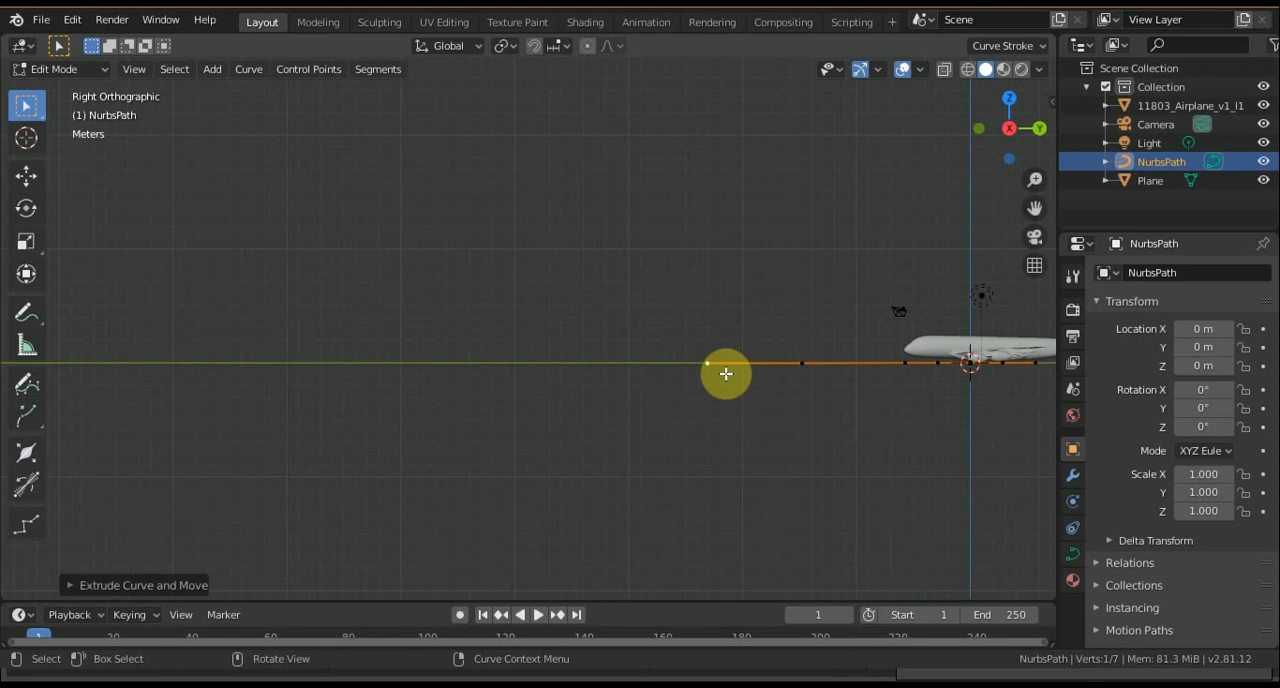 File Edit Render Window Help Layout Modeling Sculpting UV Editing Texture Paint Shading Animation Rendering Compositing Scripting + Scene View Layer
Global Curve Stroke
Edit Mode View Select Add Curve Control Points Segments
Right Orthographic
(1) NurbsPath
Meters
Z
X
Y
Extrude Curve and Move
Scene Collection
Collection
11803_Airplane_v1_l1
Camera
Light
NurbsPath
Plane
NurbsPath
NurbsPath
Transform
Location X 0 m
Y 0 m
Z 0 m
Rotation X 0°
Y 0°
Z 0°
Mode XYZ Eule
Scale X 1.000
Y 1.000
Z 1.000
Delta Transform
Relations
Collections
Instancing
Motion Paths
Playback Keying View Marker 1 Start 1 End 250
1 20 40 60 80 100 120 140 160 180 200 220 240
Select Box Select Rotate View Curve Context Menu NurbsPath | Verts:1/7 | Mem: 81.3 MiB | v2.81.12